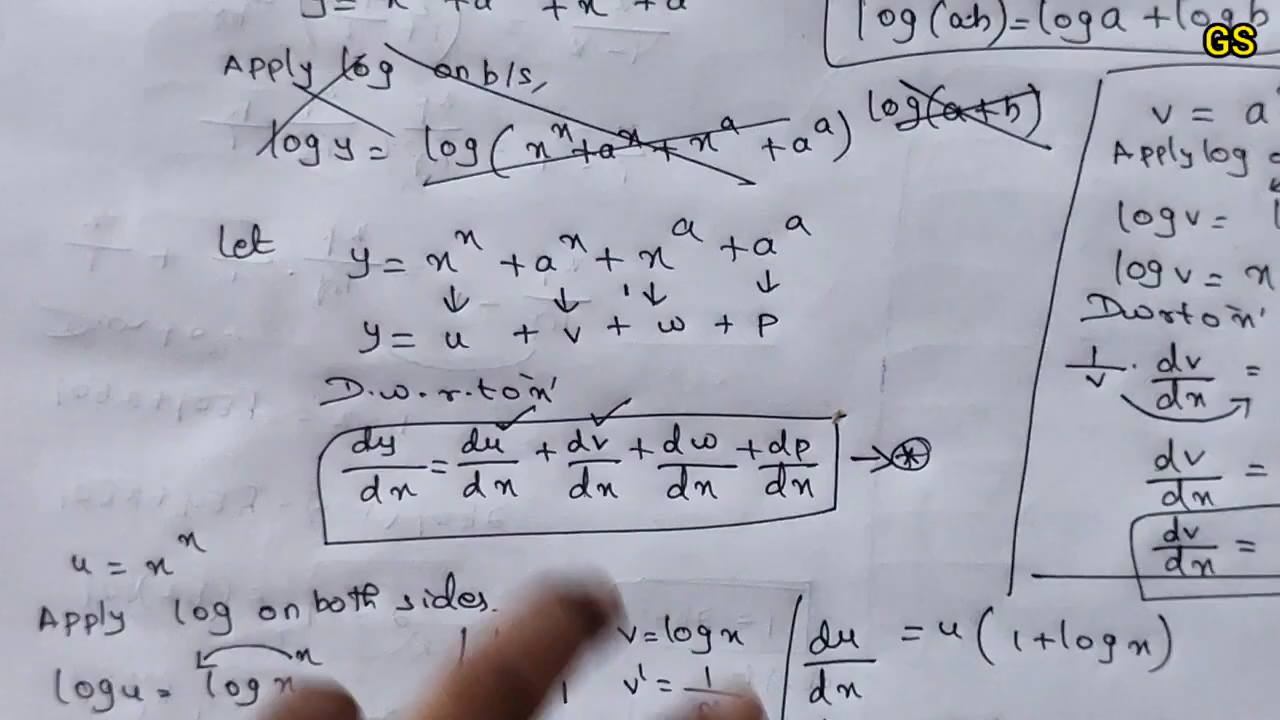 y = x + a + x + a
log(ab) = log a + log b
GS
Apply log on b/s,
log y = log(x^x + a^x + x^a + a^a) log(a+b)
let y = x^x + a^x + x^a + a^a
↓ ↓ ↓ ↓
y = u + v + w + p
D.w.r.to 'x'
dy/dx = du/dx + dv/dx + dw/dx + dp/dx → ⊛
u = x^x
Apply log on both sides.
log u = log x^x
v = log x
v' = 1
du/dx = u(1 + log x)
v = a
Apply log
log v =
log v = x
D w r to 'x'
1/v . dv/dx =
dv/dx =
dv/dx =